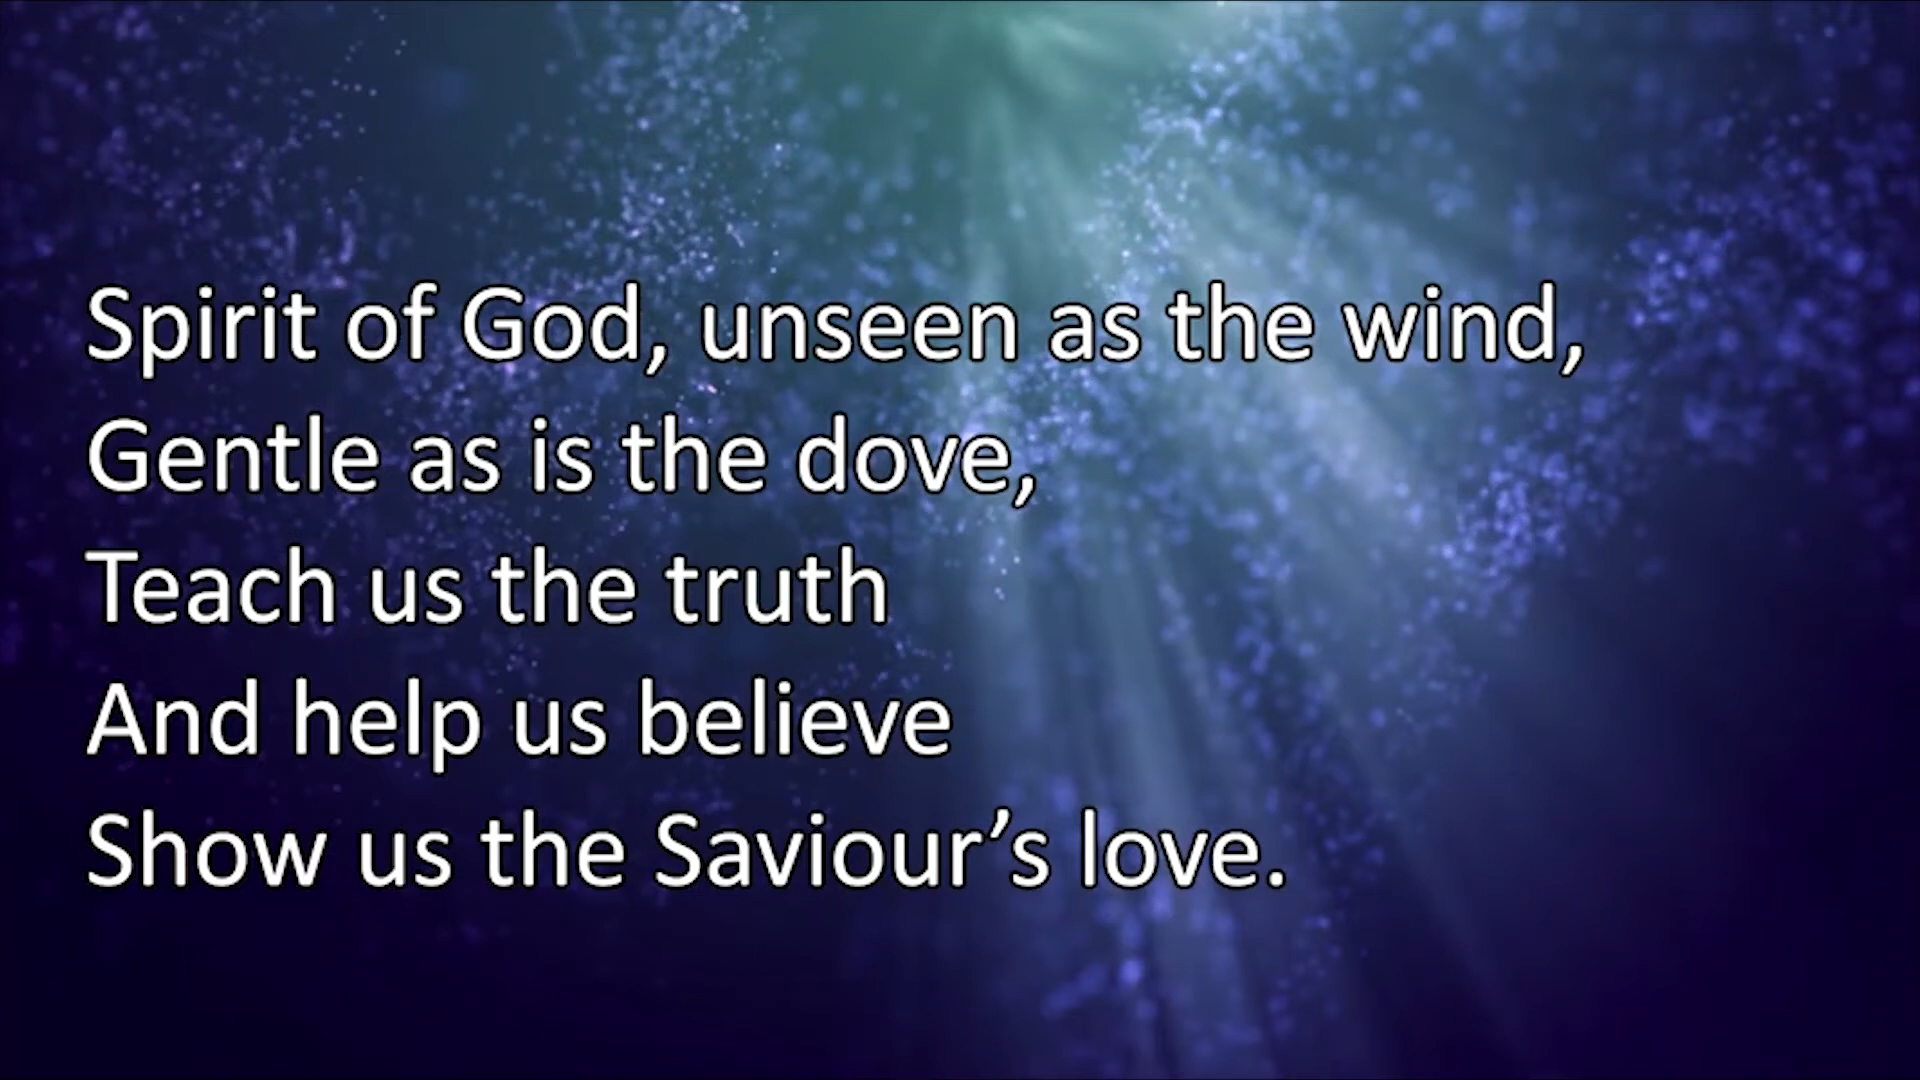 Spirit of God, unseen as the wind,
Gentle as is the dove,
Teach us the truth
And help us believe
Show us the Saviour’s love.